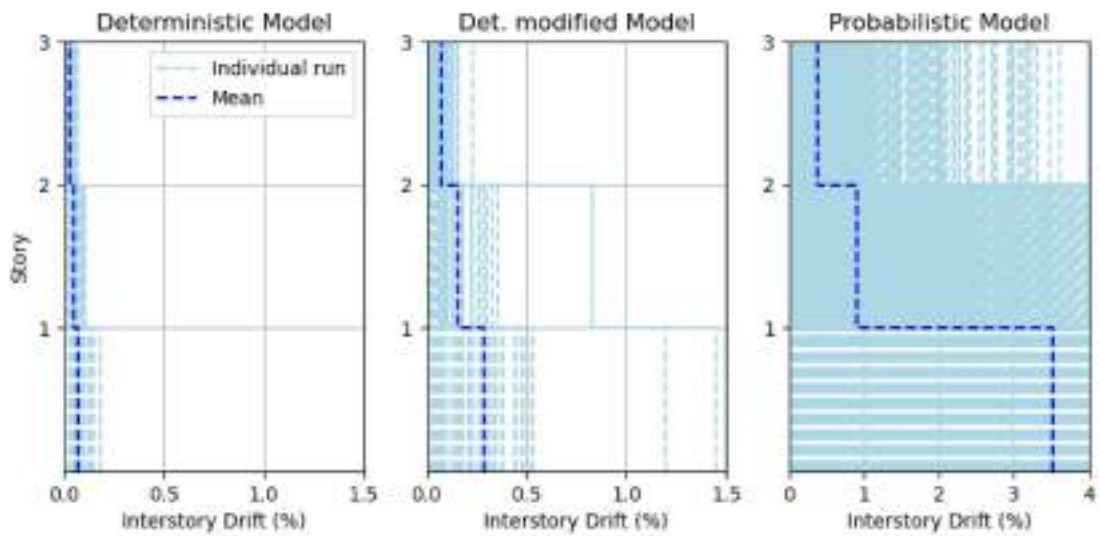 Deterministic Model
Det. modified Model
Probabilistic Model
3
2
1
Story
Individual run
Mean
0.0
0.5
1.0
1.5
Interstory Drift (%)
3
2
1
0.0
0.5
1.0
1.5
Interstory Drift (%)
3
2
1
0
1
2
3
4
Interstory Drift (%)